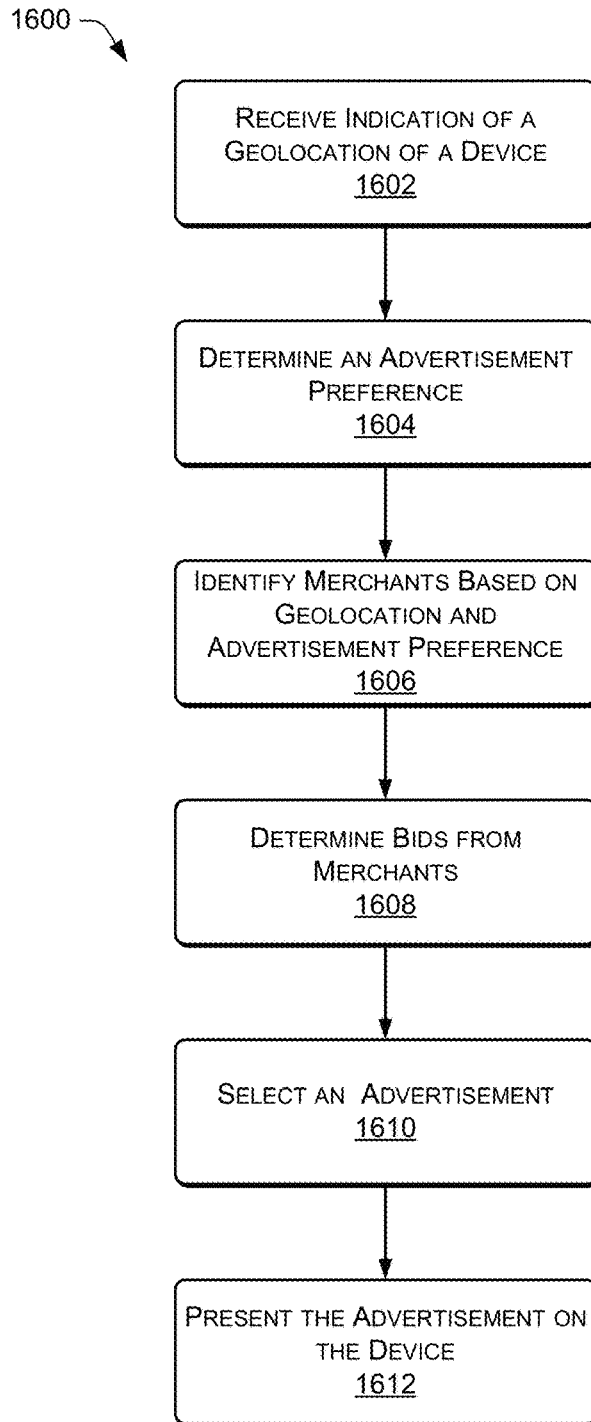 1600
RECEIVE INDICATION OF A
GEOLOCATION OF A DEVICE
1602
DETERMINE AN ADVERTISEMENT
PREFERENCE
1604
IDENTIFY MERCHANTS BASED ON
GEOLOCATION AND
ADVERTISEMENT PREFERENCE
1606
DETERMINE BIDS FROM
MERCHANTS
1608
SELECT AN ADVERTISEMENT
1610
PRESENT THE ADVERTISEMENT ON
THE DEVICE
1612